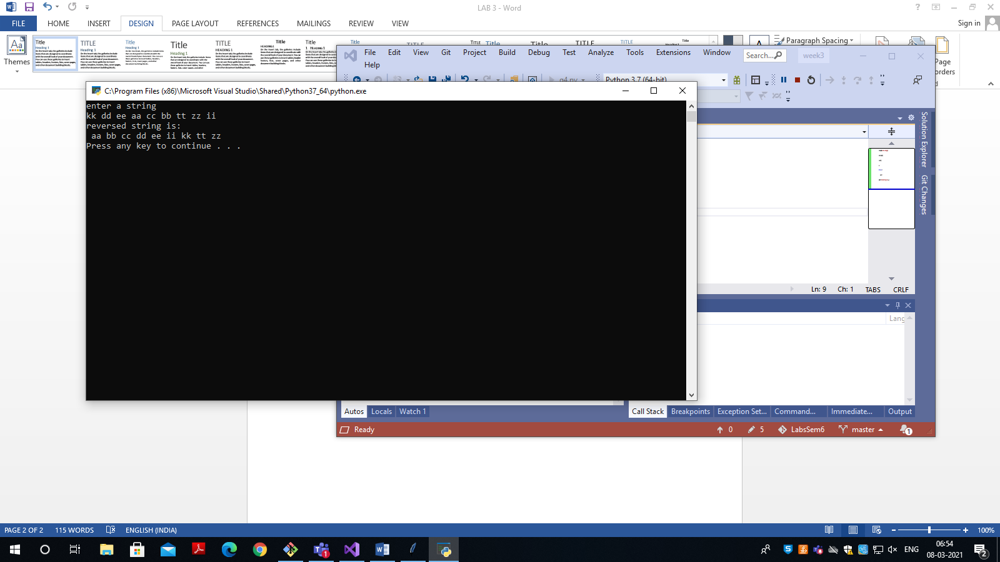 LAB 3 - Word
FILE HOME INSERT DESIGN PAGE LAYOUT REFERENCES MAILINGS REVIEW VIEW
Sign in
Themes
Paragraph Spacing
Page
File Edit View Git Project Build Debug Test Analyze Tools Extensions Window
Help
Search...
week3
q4.py
Python 3.7 (64-bit)
C:\Program Files (x86)\Microsoft Visual Studio\Shared\Python37_64\python.exe
enter a string
kk dd ee aa cc bb tt zz ii
reversed string is:
aa bb cc dd ee ii kk tt zz
Press any key to continue . . .
Solution Explorer
Git Changes
Ln: 9 Ch: 1 TABS CRLF
Lang
Autos Locals Watch 1
Call Stack Breakpoints Exception Set... Command... Immediate... Output
Ready
0 5 LabsSem6 master 1
PAGE 2 OF 2 115 WORDS ENGLISH (INDIA)
100%
ENG
06:54
08-03-2021
2